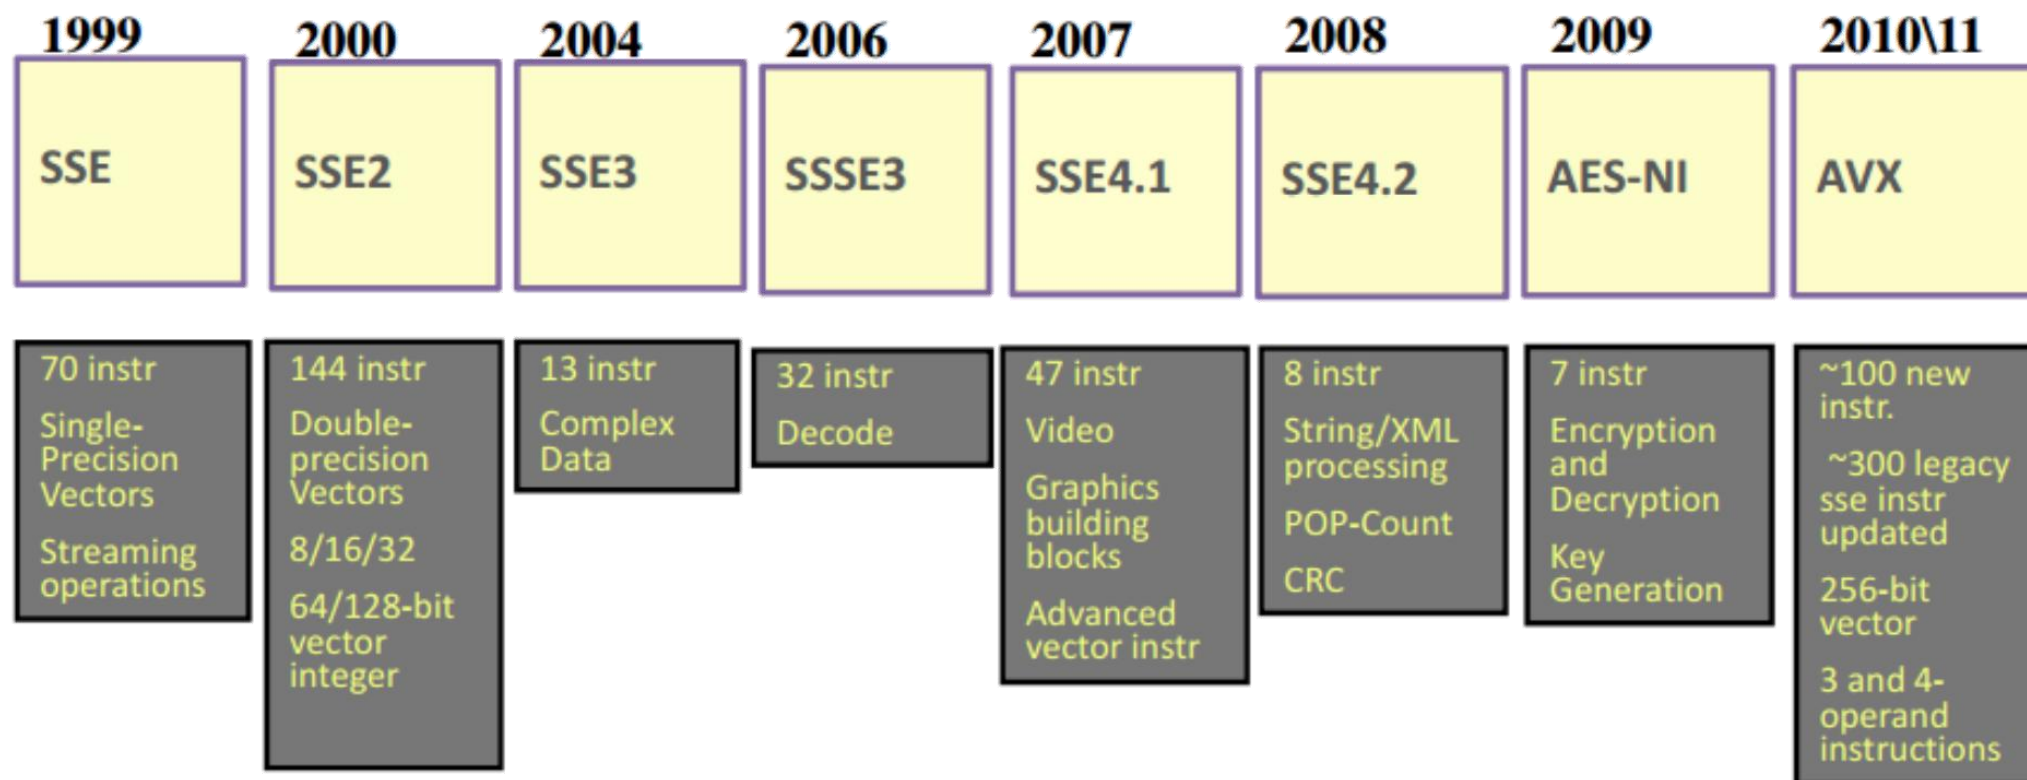 1999
2000
2004
2006
2007
2008
2009
2010\11
SSE
SSE2
SSE3
SSSE3
SSE4.1
SSE4.2
AES-NI
AVX
70 instr
Single-
Precision
Vectors
Streaming
operations
144 instr
Double-
precision
Vectors
8/16/32
64/128-bit
vector
integer
13 instr
Complex
Data
32 instr
Decode
47 instr
Video
Graphics
building
blocks
Advanced
vector instr
8 instr
String/XML
processing
POP-Count
CRC
7 instr
Encryption
and
Decryption
Key
Generation
~100 new
instr.
~300 legacy
sse instr
updated
256-bit
vector
3 and 4-
operand
instructions